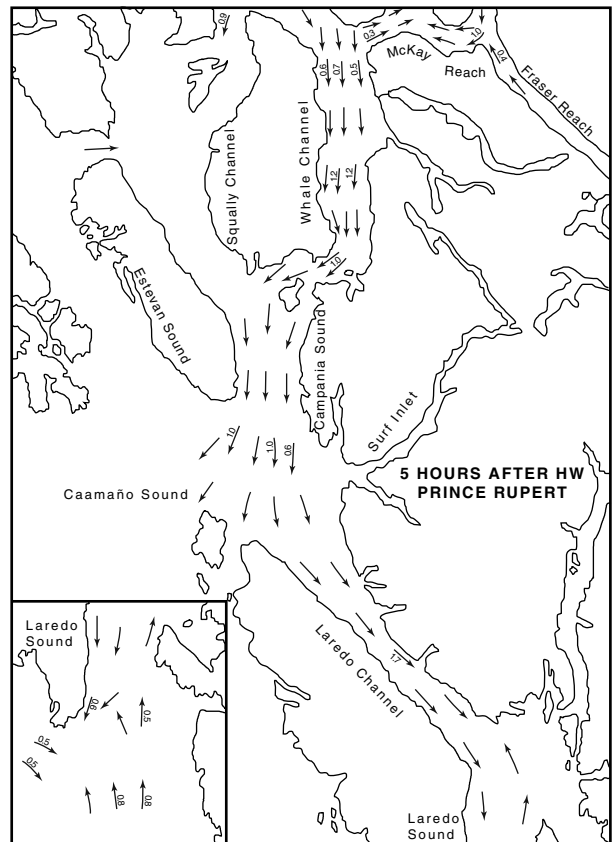 0.9
0.6
0.7
0.5
0.3
1.0
0.4
McKay
Reach
Fraser Reach
Squally Channel
Whale Channel
1.2
1.2
1.0
Estevan Sound
Campania Sound
Surf Inlet
1.0
1.0
0.6
5 HOURS AFTER HW
PRINCE RUPERT
Caamaño Sound
Laredo Channel
1.7
Laredo
Sound
Laredo
Sound
0.6
0.5
0.5
0.5
0.8
0.8